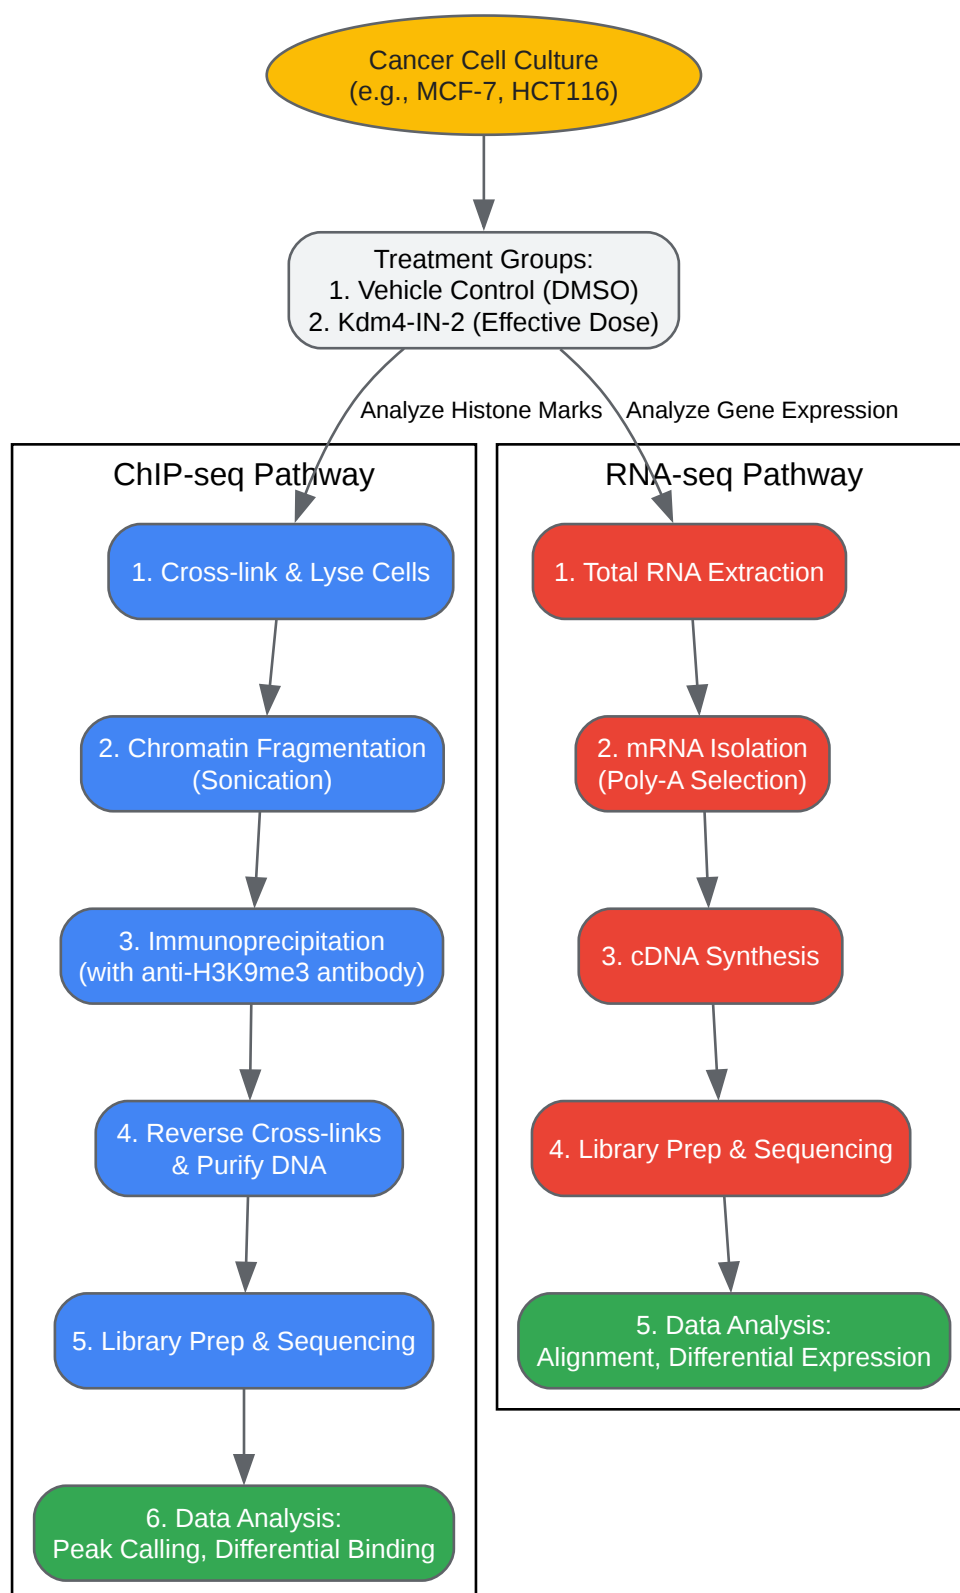 Cancer Cell Culture
(e.g., MCF-7, HCT116)
Treatment Groups:
1. Vehicle Control (DMSO)
2. Kdm4-IN-2 (Effective Dose)
Analyze Histone Marks
Analyze Gene Expression
ChIP-seq Pathway
1. Cross-link & Lyse Cells
2. Chromatin Fragmentation
(Sonication)
3. Immunoprecipitation
(with anti-H3K9me3 antibody)
4. Reverse Cross-links
& Purify DNA
5. Library Prep & Sequencing
6. Data Analysis:
Peak Calling, Differential Binding
RNA-seq Pathway
1. Total RNA Extraction
2. mRNA Isolation
(Poly-A Selection)
3. cDNA Synthesis
4. Library Prep & Sequencing
5. Data Analysis:
Alignment, Differential Expression